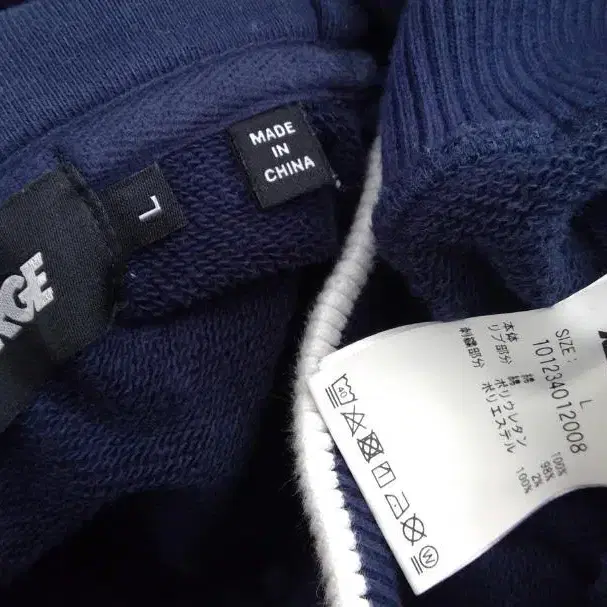 MADE
IN
CHINA
L
RGE
SIZE: L
101234012008
本体 綿 100%
リブ部分 綿 98%
ポリウレタン 2%
刺繍部分 ポリエステル 100%
40
W